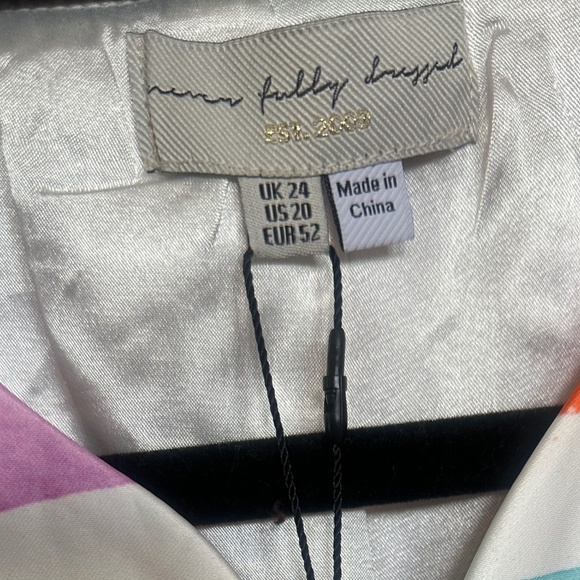 never fully dressed
EST. 2009
UK 24
US 20
EUR 52
Made in
China